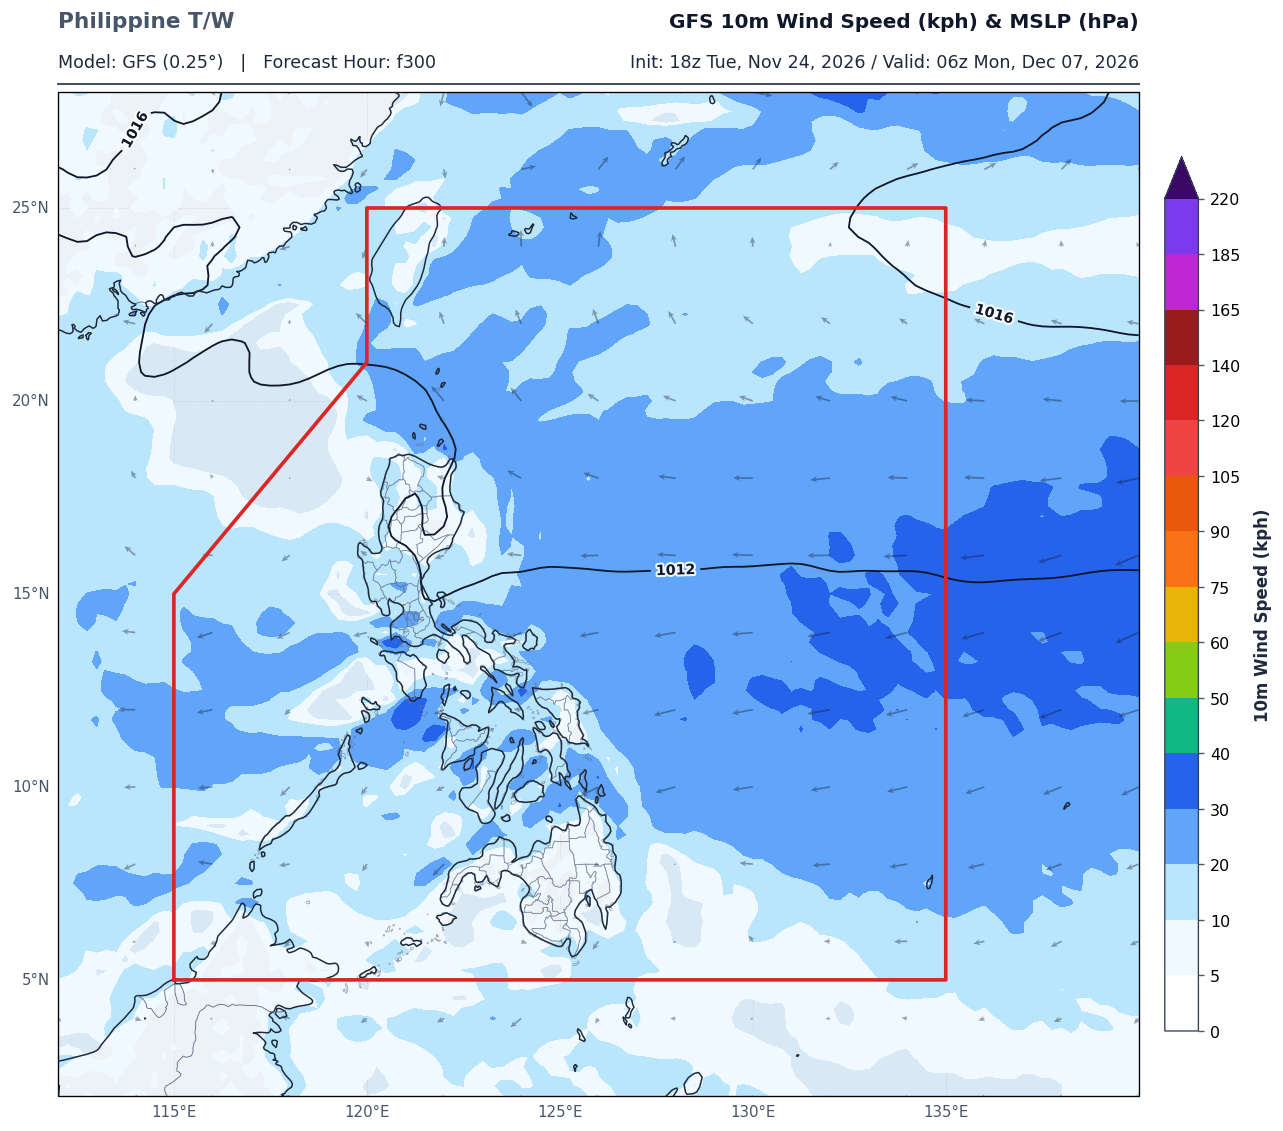 Philippine T/W
GFS 10m Wind Speed (kph) & MSLP (hPa)
Model: GFS (0.25°) | Forecast Hour: f300
Init: 18z Tue, Nov 24, 2026 / Valid: 06z Mon, Dec 07, 2026
1016
1016
1012
25°N
20°N
15°N
10°N
5°N
115°E
120°E
125°E
130°E
135°E
220
185
165
140
120
105
90
75
60
50
40
30
20
10
5
0
10m Wind Speed (kph)